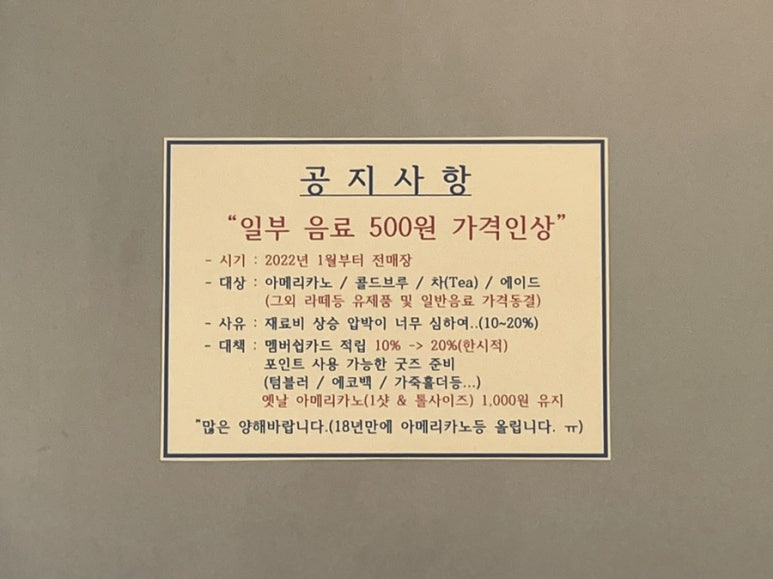 공 지 사 항
“일부 음료 500원 가격인상”
- 시기 : 2022년 1월부터 전매장
- 대상 : 아메리카노 / 콜드브루 / 차(Tea) / 에이드
(그외 라떼등 유제품 및 일반음료 가격동결)
- 사유 : 재료비 상승 압박이 너무 심하여..(10~20%)
- 대책 : 멤버쉽카드 적립 10% -> 20%(한시적)
포인트 사용 가능한 굿즈 준비
(텀블러 / 에코백 / 가죽홀더등...)
옛날 아메리카노(1샷 & 톨사이즈) 1,000원 유지
”많은 양해바랍니다.(18년만에 아메리카노등 올립니다. ㅠ)